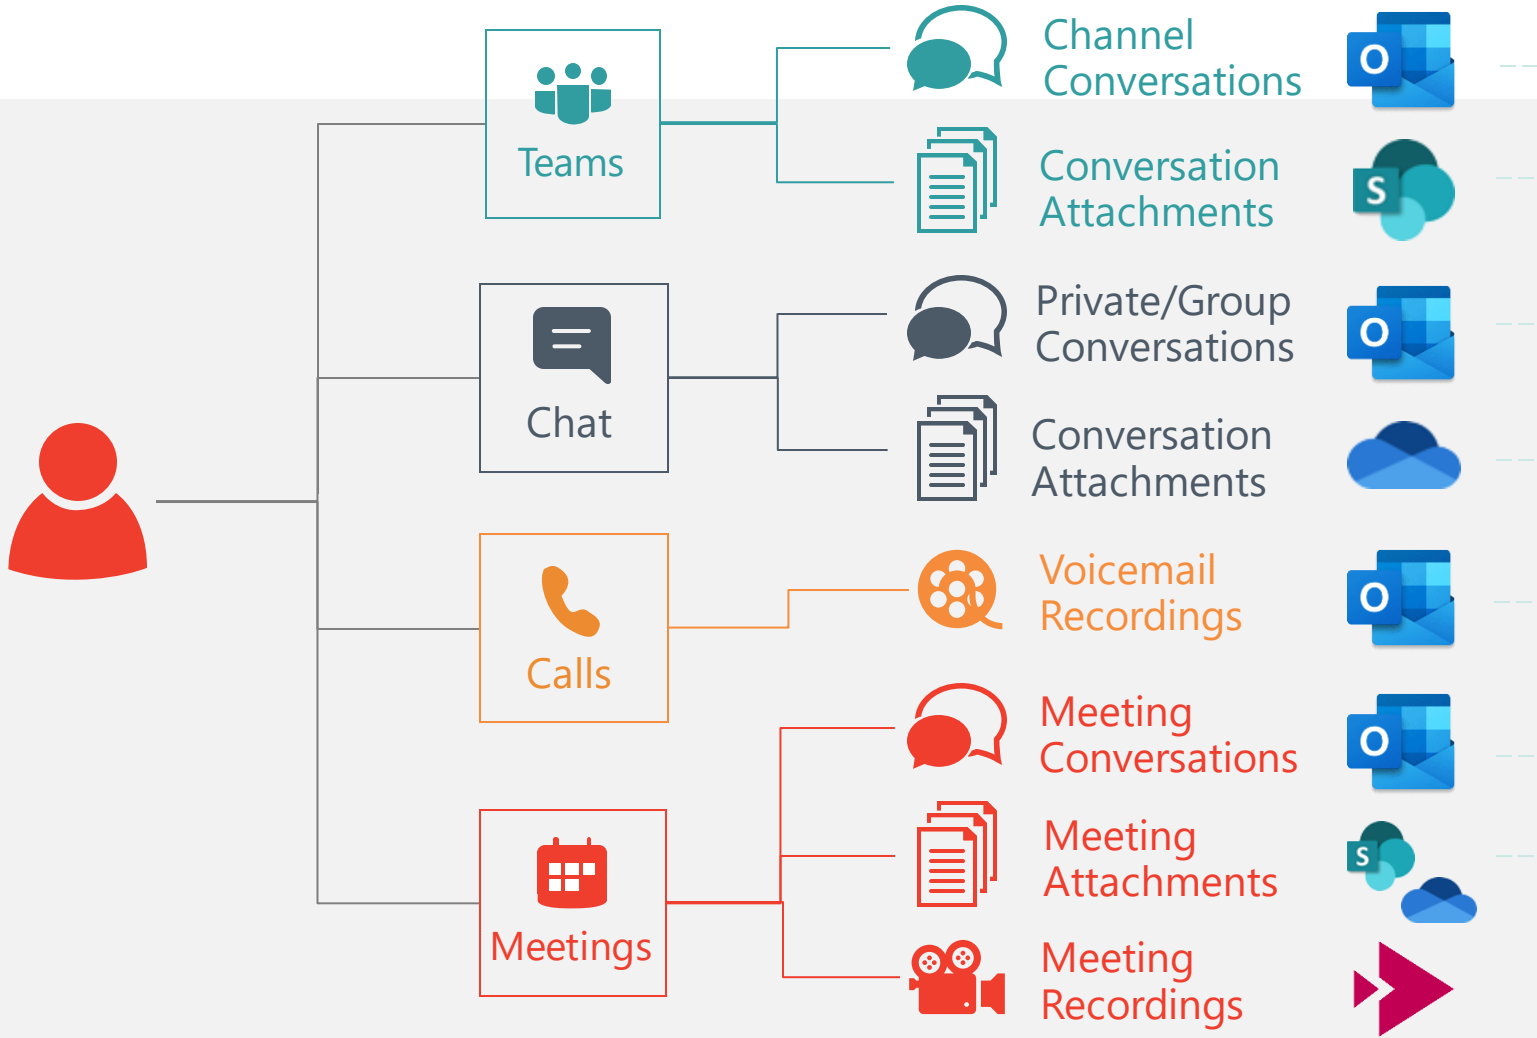 Teams
Channel
Conversations
O
Conversation
Attachments
S
Chat
Private/Group
Conversations
O
Conversation
Attachments
Calls
Voicemail
Recordings
O
Meetings
Meeting
Conversations
O
Meeting
Attachments
S
Meeting
Recordings